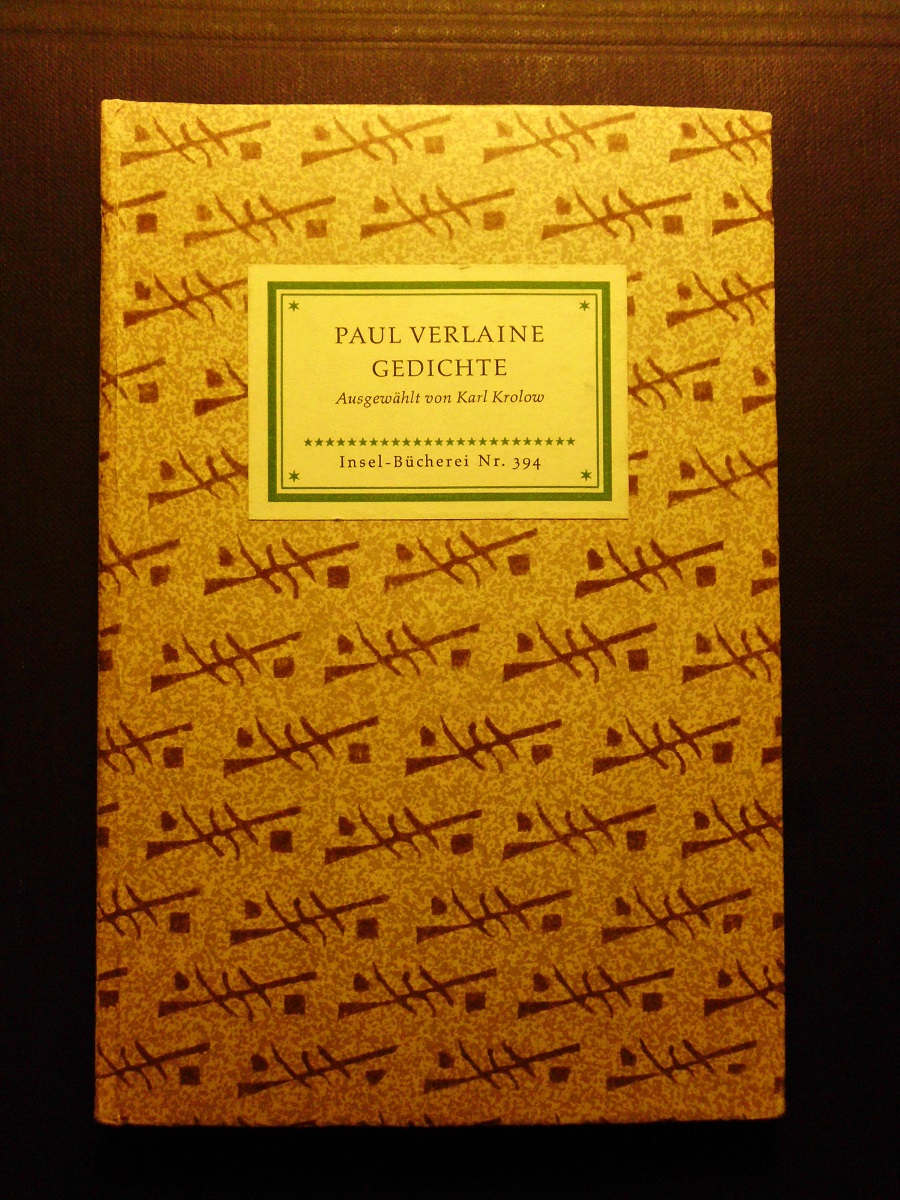 PAUL VERLAINE
GEDICHTE
Ausgewählt von Karl Krolow
Insel-Bücherei Nr. 394